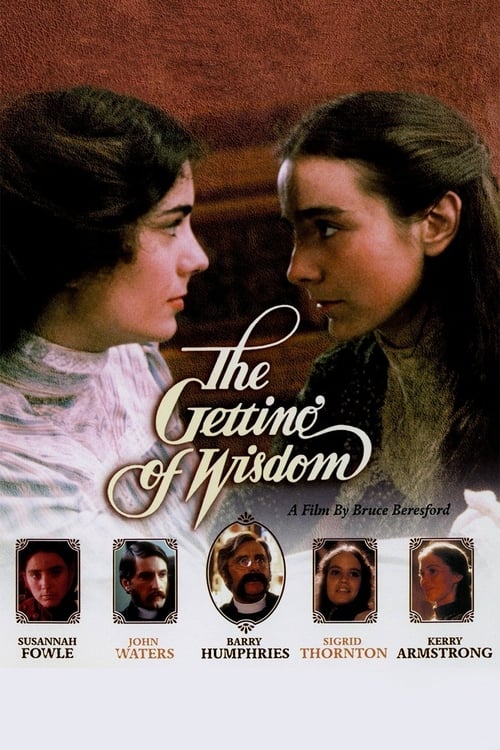 The
Getting
of Wisdom
A Film By Bruce Beresford
SUSANNAH
FOWLE
JOHN
WATERS
BARRY
HUMPHRIES
SIGRID
THORNTON
KERRY
ARMSTRONG